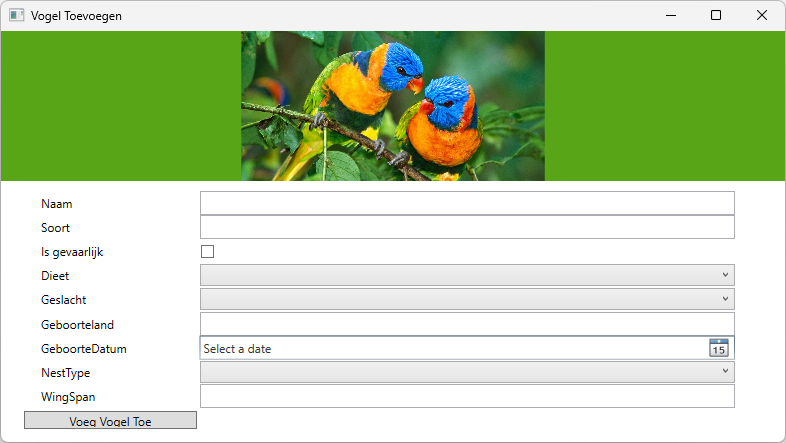 Vogel Toevoegen
Naam
Soort
Is gevaarlijk
Dieet
Geslacht
Geboorteland
GeboorteDatum
Select a date
15
NestType
WingSpan
Voeg Vogel Toe